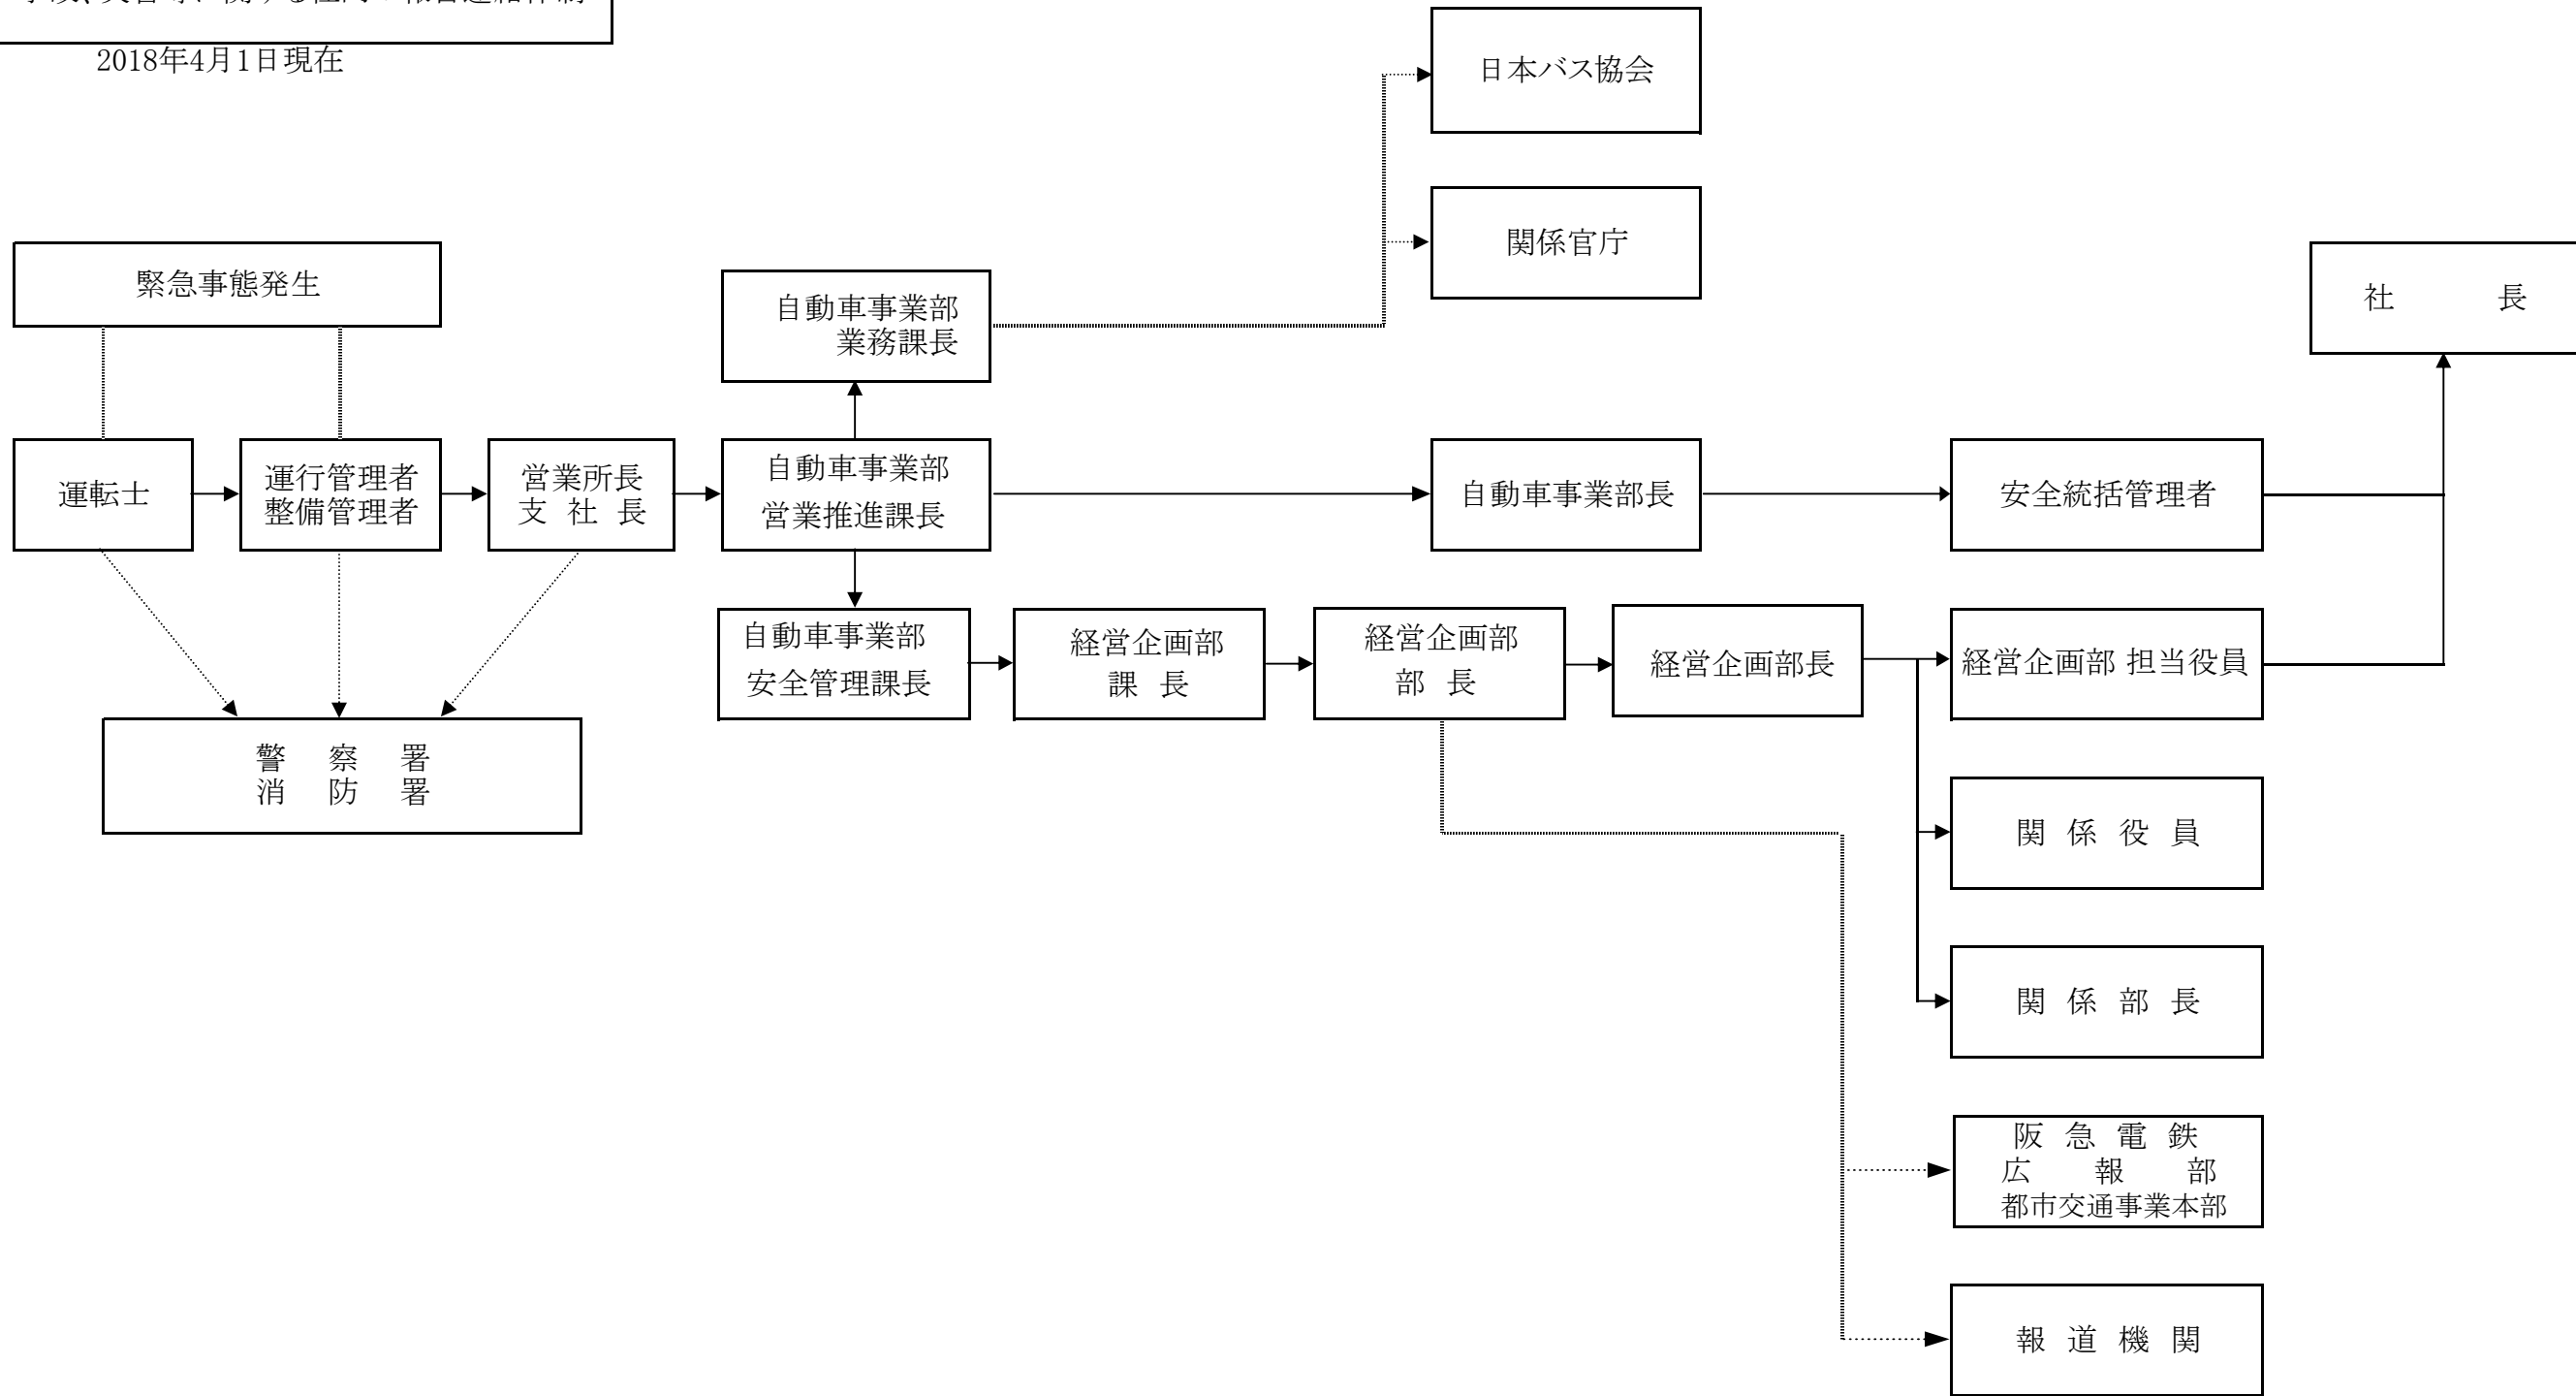 2018年4月1日現在
日本バス協会
関係官庁
緊急事態発生
社 長
自動車事業部
業務課長
運転士
運行管理者
整備管理者
営業所長
支 社 長
自動車事業部
営業推進課長
自動車事業部長
安全統括管理者
自動車事業部
安全管理課長
経営企画部
課 長
経営企画部
部 長
経営企画部長
経営企画部 担当役員
警 察 署
消 防 署
関 係 役 員
関 係 部 長
阪 急 電 鉄
広 報 部
都市交通事業本部
報 道 機 関